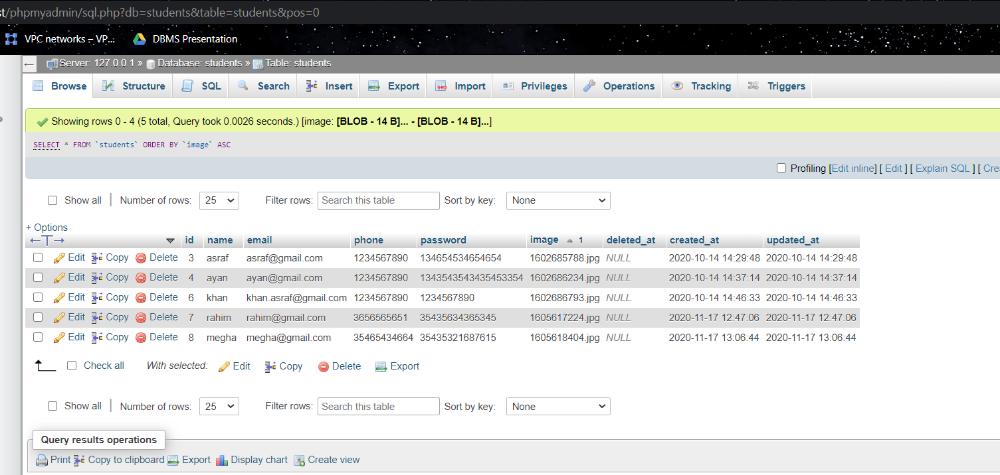 st/phpmyadmin/sql.php?db=students&table=students&pos=0
VPC networks – VP... DBMS Presentation
Server: 127.0.0.1 » Database: students » Table: students
Browse Structure SQL Search Insert Export Import Privileges Operations Tracking Triggers
Showing rows 0 - 4 (5 total, Query took 0.0026 seconds.) [image: [BLOB - 14 B]... - [BLOB - 14 B]...]
SELECT * FROM `students` ORDER BY `image` ASC
Profiling [Edit inline] [ Edit ] [ Explain SQL ] [ Cre
Show all Number of rows: 25 Filter rows: Search this table Sort by key: None
+ Options
id name email phone password image 1 deleted_at created_at updated_at
Edit Copy Delete 3 asraf asraf@gmail.com 1234567890 134654534654654 1602685788.jpg NULL 2020-10-14 14:29:48 2020-10-14 14:29:48
Edit Copy Delete 4 ayan ayan@gmail.com 1234567890 1343543543435453354 1602686234.jpg NULL 2020-10-14 14:37:14 2020-10-14 14:37:14
Edit Copy Delete 6 khan khan.asraf@gmail.com 1234567890 1234567890 1602686793.jpg NULL 2020-10-14 14:46:33 2020-10-14 14:46:33
Edit Copy Delete 7 rahim rahim@gmail.com 3656565651 35435634365345 1605617224.jpg NULL 2020-11-17 12:47:06 2020-11-17 12:47:06
Edit Copy Delete 8 megha megha@gmail.com 35465434664 35435321687615 1605618404.jpg NULL 2020-11-17 13:06:44 2020-11-17 13:06:44
Check all With selected: Edit Copy Delete Export
Show all Number of rows: 25 Filter rows: Search this table Sort by key: None
Query results operations
Print Copy to clipboard Export Display chart Create view